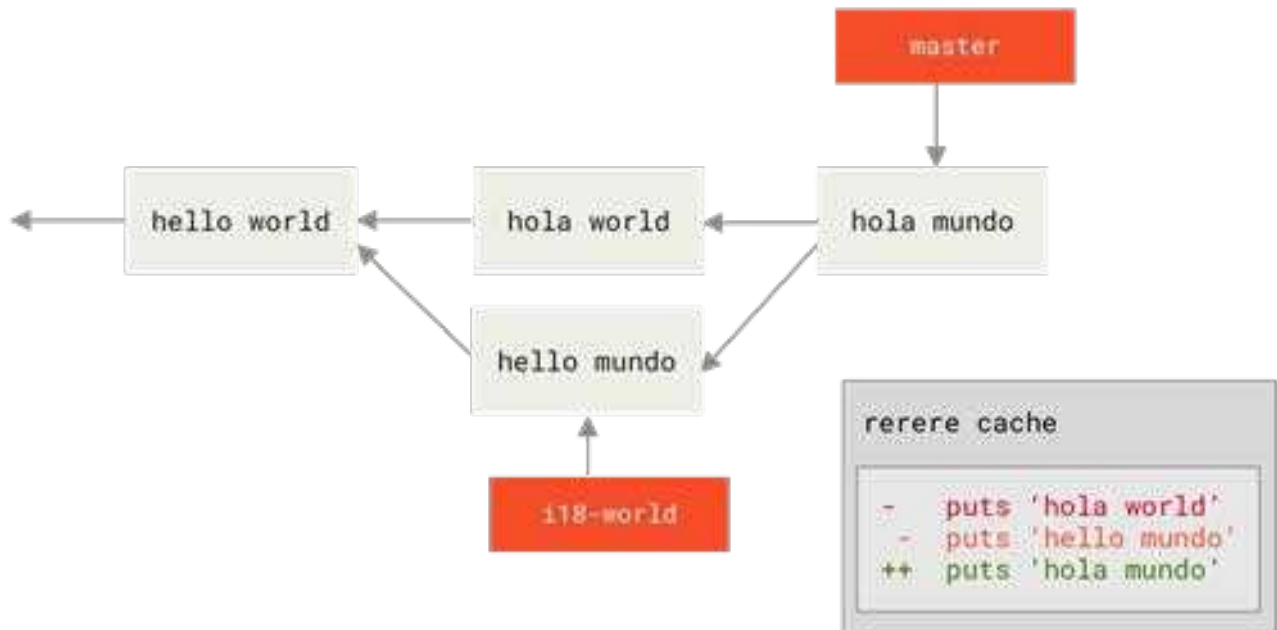 master
hello world
hola world
hola mundo
hello mundo
i18-world
rerere cache
- puts 'hola world'
- puts 'hello mundo'
++ puts 'hola mundo'